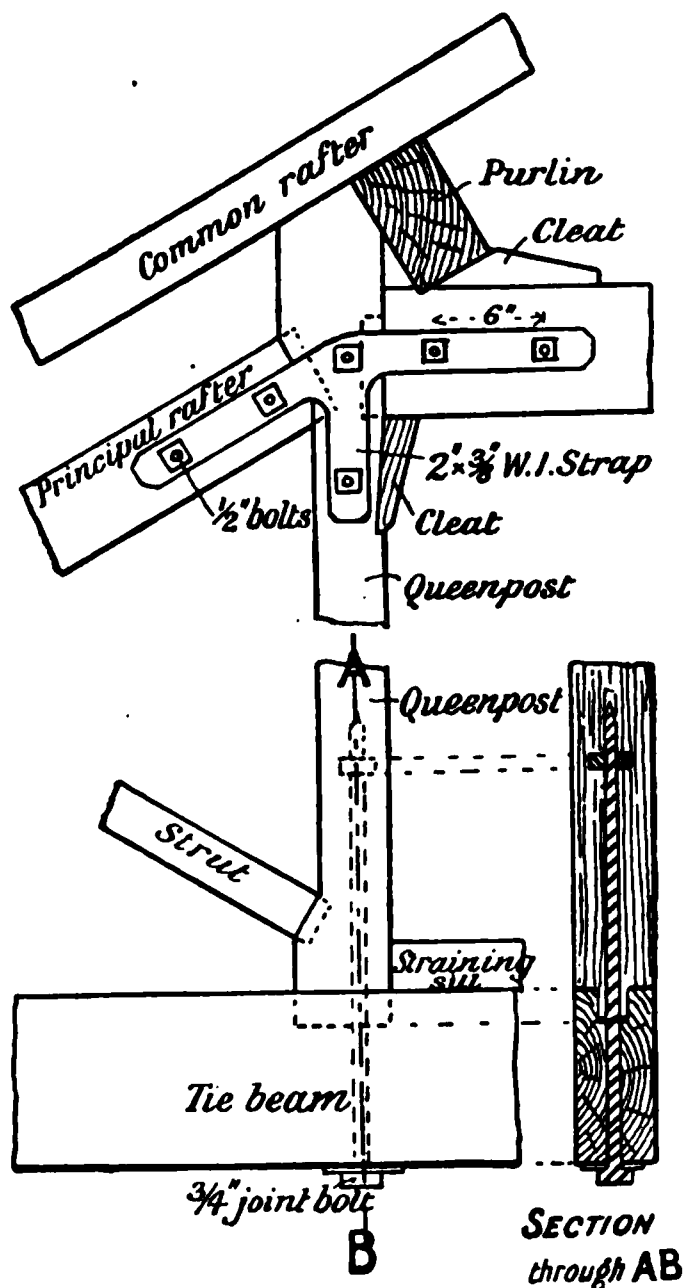 Common rafter
Purlin
Cleat
6"
Principal rafter
2" × 3/8" W.I. Strap
1/2" bolts
Cleat
Queenpost
A
Queenpost
Strut
Straining
sill
Tie beam
3/4" joint bolt
B
SECTION
through AB